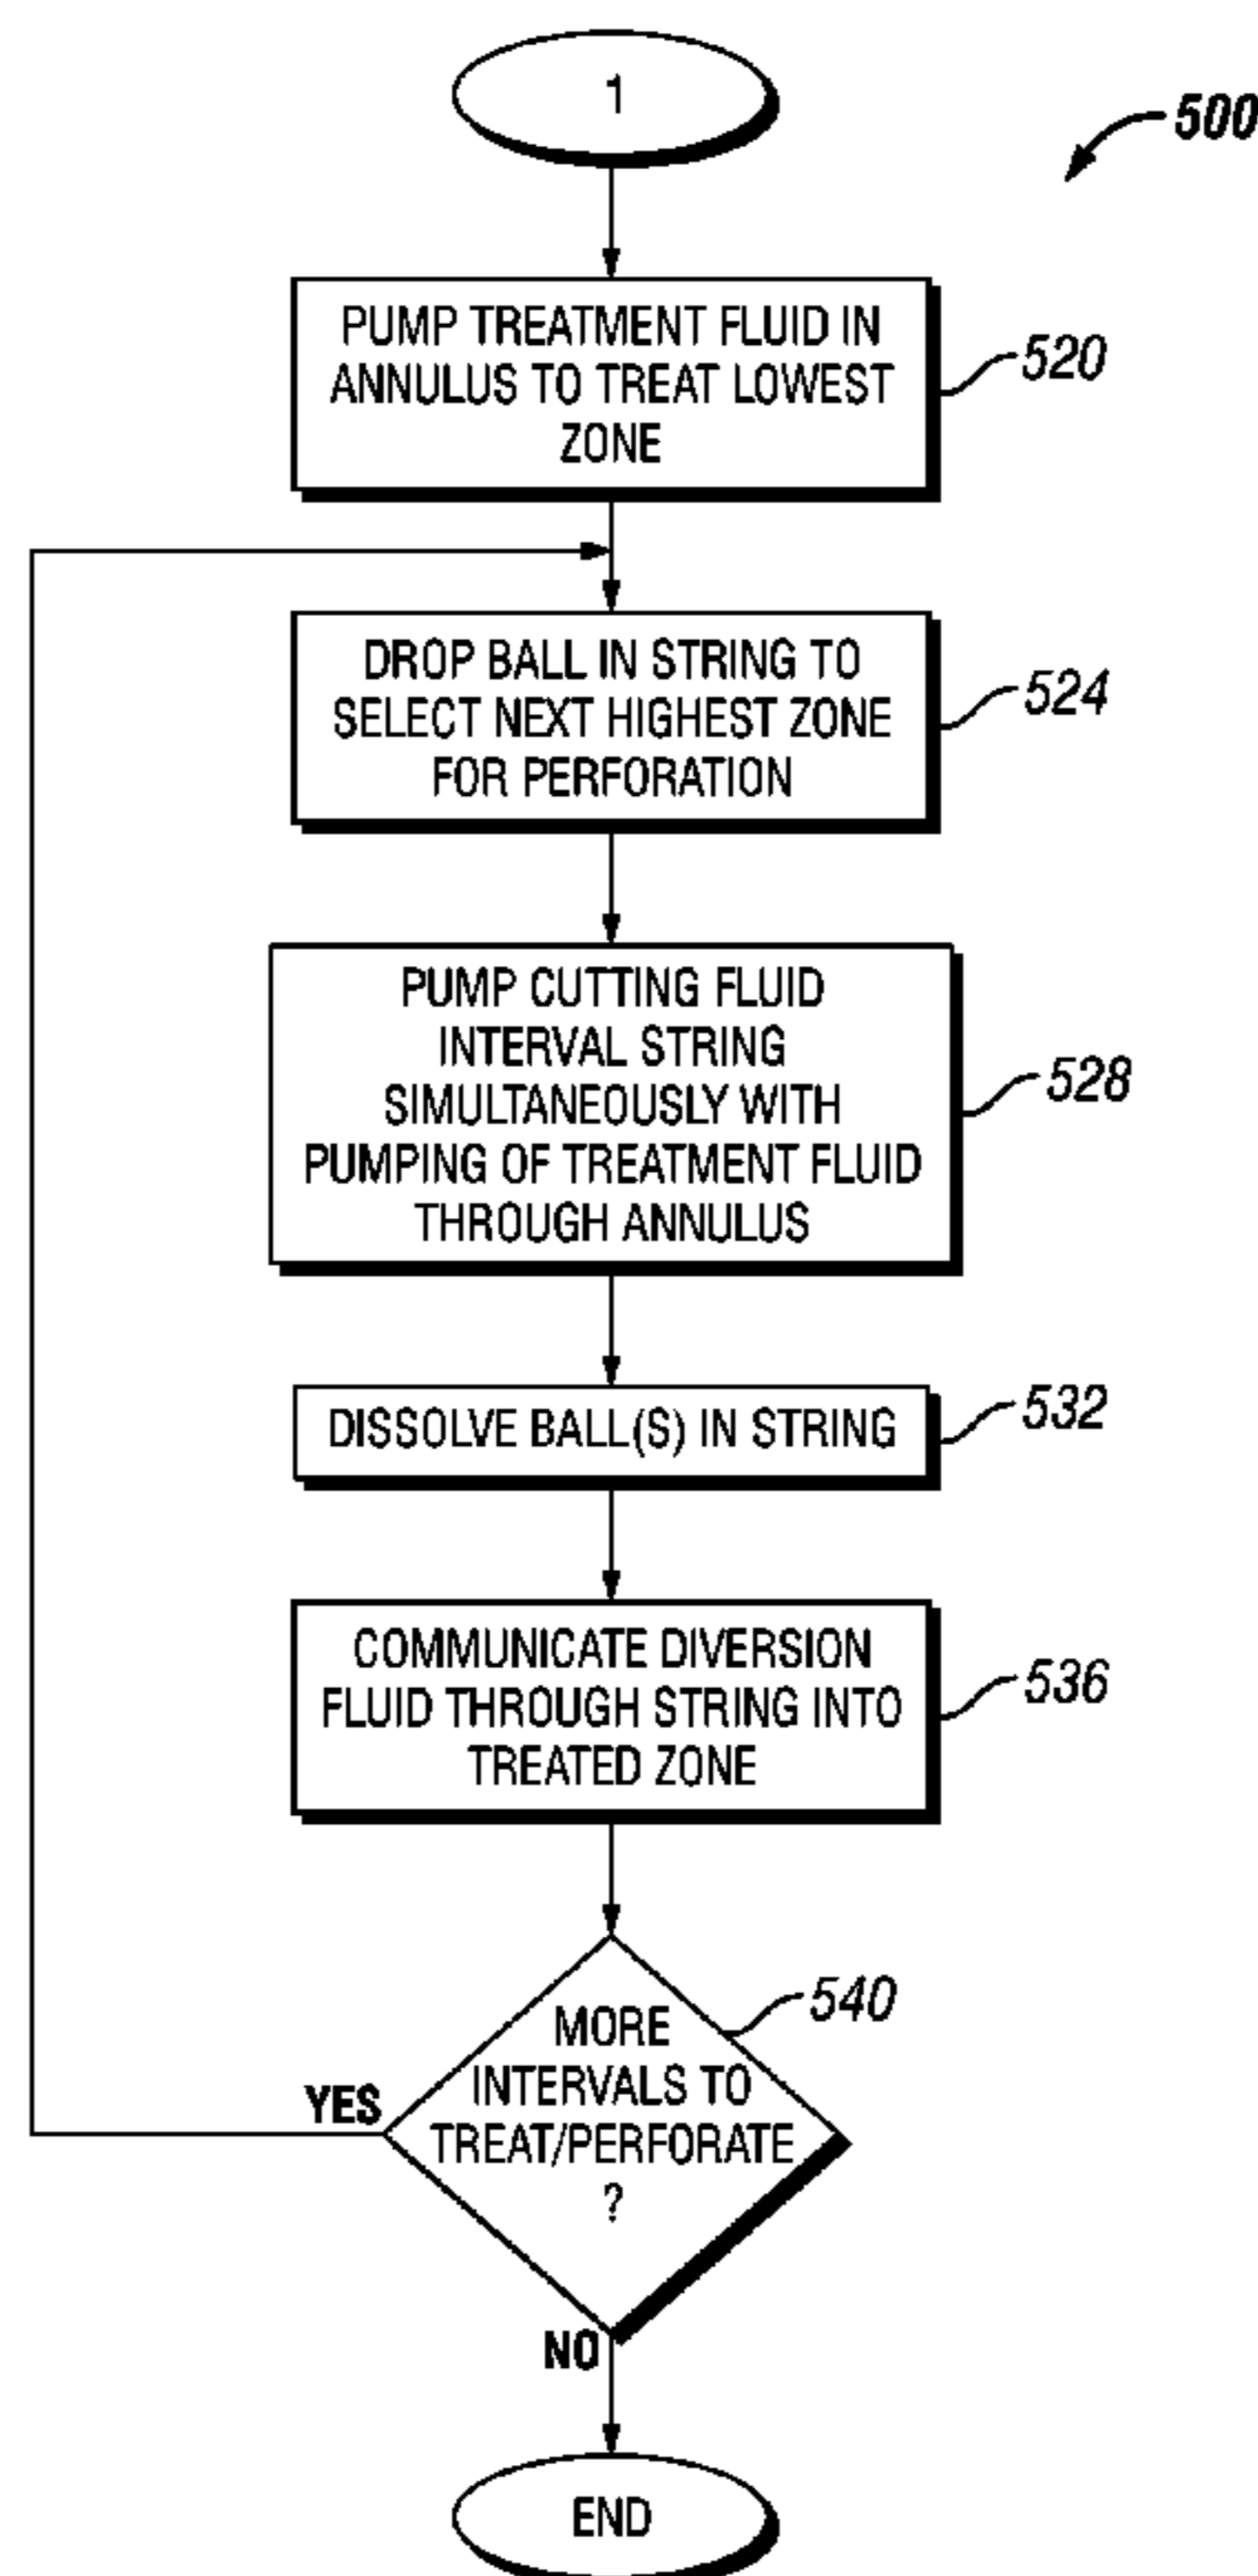 1
500
PUMP TREATMENT FLUID IN
ANNULUS TO TREAT LOWEST
ZONE
520
DROP BALL IN STRING TO
SELECT NEXT HIGHEST ZONE
FOR PERFORATION
524
PUMP CUTTING FLUID
INTERVAL STRING
SIMULTANEOUSLY WITH
PUMPING OF TREATMENT FLUID
THROUGH ANNULUS
528
DISSOLVE BALL(S) IN STRING
532
COMMUNICATE DIVERSION
FLUID THROUGH STRING INTO
TREATED ZONE
536
MORE
INTERVALS TO
TREAT/PERFORATE
?
540
YES
NO
END